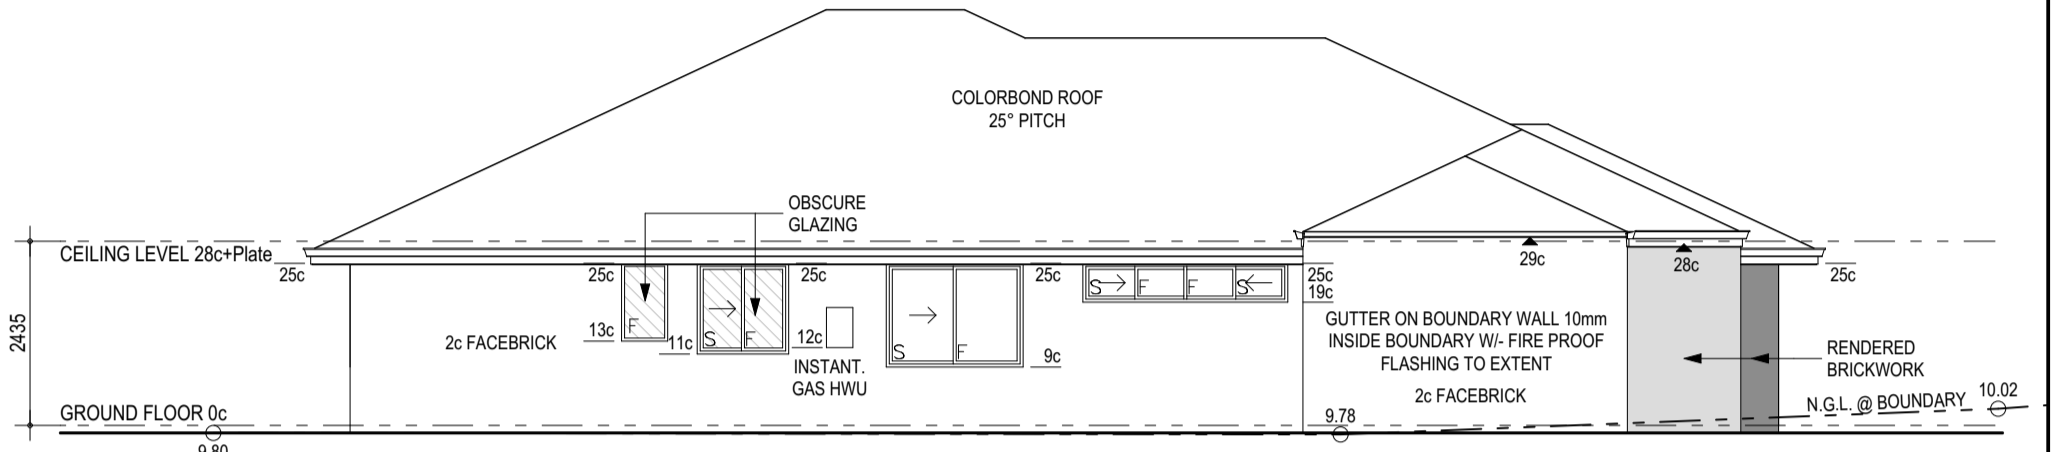 COLORBOND ROOF
25° PITCH
OBSCURE
GLAZING
CEILING LEVEL 28c+Plate
25c
25c
25c
25c
25c
19c
29c
28c
25c
2435
2c FACEBRICK
13c
F
11c
S
F
12c
INSTANT.
GAS HWU
S
F
9c
S
F
F
S
GUTTER ON BOUNDARY WALL 10mm
INSIDE BOUNDARY W/- FIRE PROOF
FLASHING TO EXTENT
2c FACEBRICK
RENDERED
BRICKWORK
GROUND FLOOR 0c
9.80
9.78
N.G.L. @ BOUNDARY
10.02